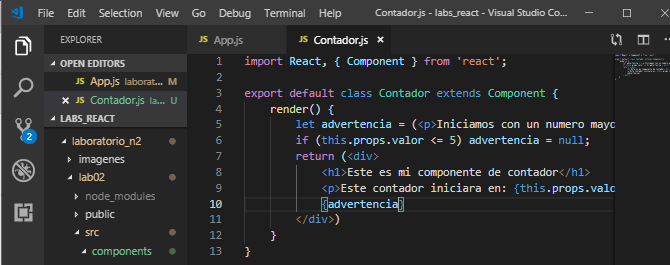 File Edit Selection View Go Debug Terminal Help Contador.js - labs_react - Visual Studio Co...
EXPLORER
OPEN EDITORS
JS App.js laborat... M
JS Contador.js la... U
LABS_REACT
laboratorio_n2
imagenes
lab02
node_modules
public
src
components
2
JS App.js
JS Contador.js
1 import React, { Component } from 'react';
2
3 export default class Contador extends Component {
4 render() {
5 let advertencia = (<p>Iniciamos con un numero mayo
6 if (this.props.valor <= 5) advertencia = null;
7 return (<div>
8 <h1>Este es mi componente de contador</h1>
9 <p>Este contador iniciara en: {this.props.valo
10 {advertencia}
11 </div>)
12 }
13 }